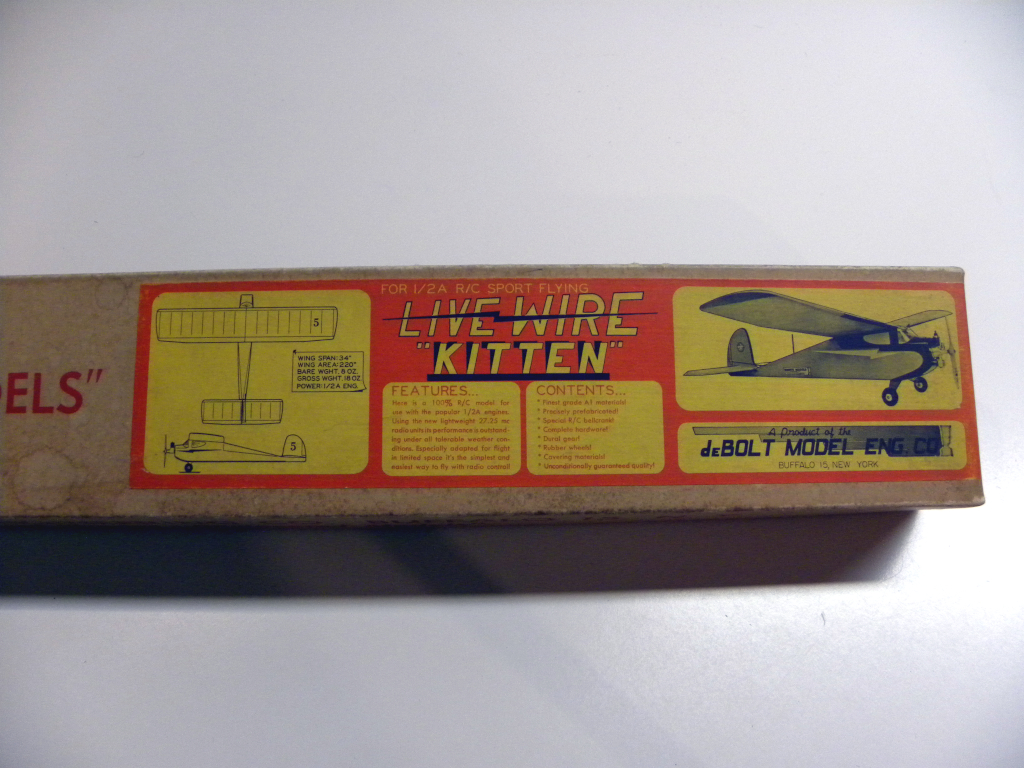 DELS"
FOR 1/2A R/C SPORT FLYING
LIVE WIRE
"KITTEN"
5
WING SPAN: 34"
WING AREA: 220"
BARE WGHT. 8 OZ.
GROSS WGHT. 18 OZ.
POWER: 1/2A ENG.
5
FEATURES...
Here is a 100% R/C model for
use with the popular 1/2A engines.
Using the new lightweight 27.25 mc
radio units its performance is outstand
ing under all tolerable weather con-
ditions. Especially adapted for flight
in limited space it's the simplest and
easiest way to fly with radio control!
CONTENTS...
* Finest grade A1 materials!
* Precisely prefabricated!
* Special R/C
* Complete hardware!
* Dural gear!
* Rubber wheels!
* Covering materials!
* Unconditionally guaranteed quality!
A Product of the
deBOLT MODEL ENG. CO.
BUFFALO 15, NEW YORK